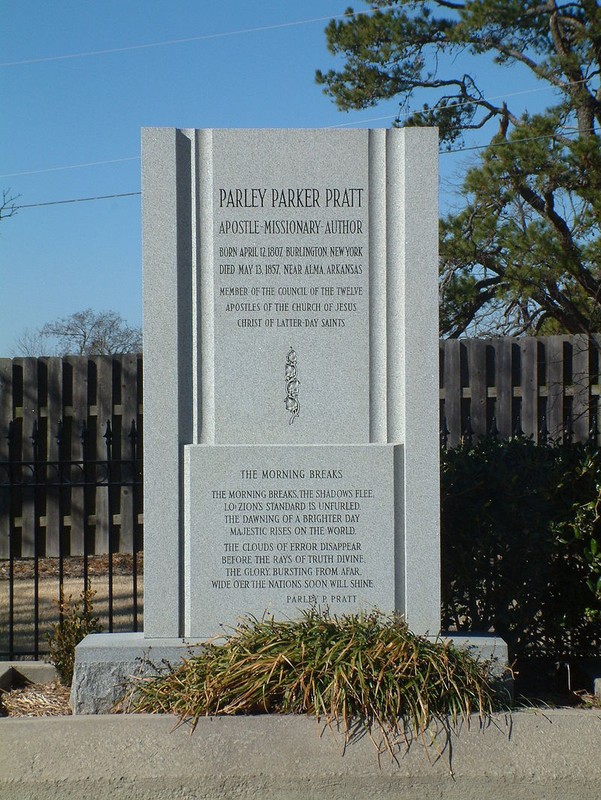 PARLEY PARKER PRATT
APOSTLE-MISSIONARY-AUTHOR
BORN APRIL 12, 1807, BURLINGTON, NEW YORK
DIED MAY 13, 1857, NEAR ALMA, ARKANSAS
MEMBER OF THE COUNCIL OF THE TWELVE
APOSTLES OF THE CHURCH OF JESUS
CHRIST OF LATTER-DAY SAINTS
THE MORNING BREAKS
THE MORNING BREAKS, THE SHADOWS FLEE,
LO! ZION'S STANDARD IS UNFURLED.
THE DAWNING OF A BRIGHTER DAY
MAJESTIC RISES ON THE WORLD.
THE CLOUDS OF ERROR DISAPPEAR
BEFORE THE RAYS OF TRUTH DIVINE,
THE GLORY, BURSTING FROM AFAR,
WIDE O'ER THE NATIONS SOON WILL SHINE.
PARLEY P. PRATT